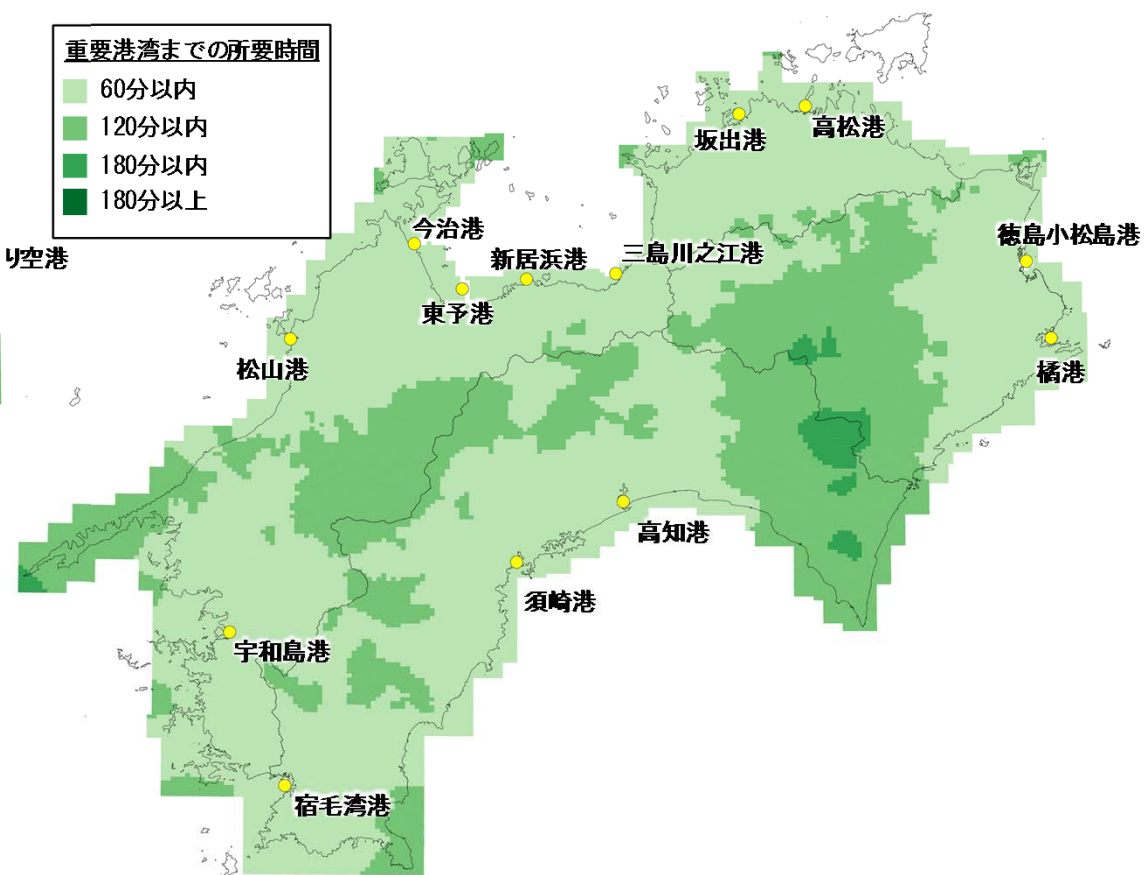 重要港湾までの所要時間
60分以内
120分以内
180分以内
180分以上
り空港
坂出港
高松港
今治港
新居浜港
三島川之江港
徳島小松島港
東予港
松山港
橘港
高知港
須崎港
宇和島港
宿毛湾港